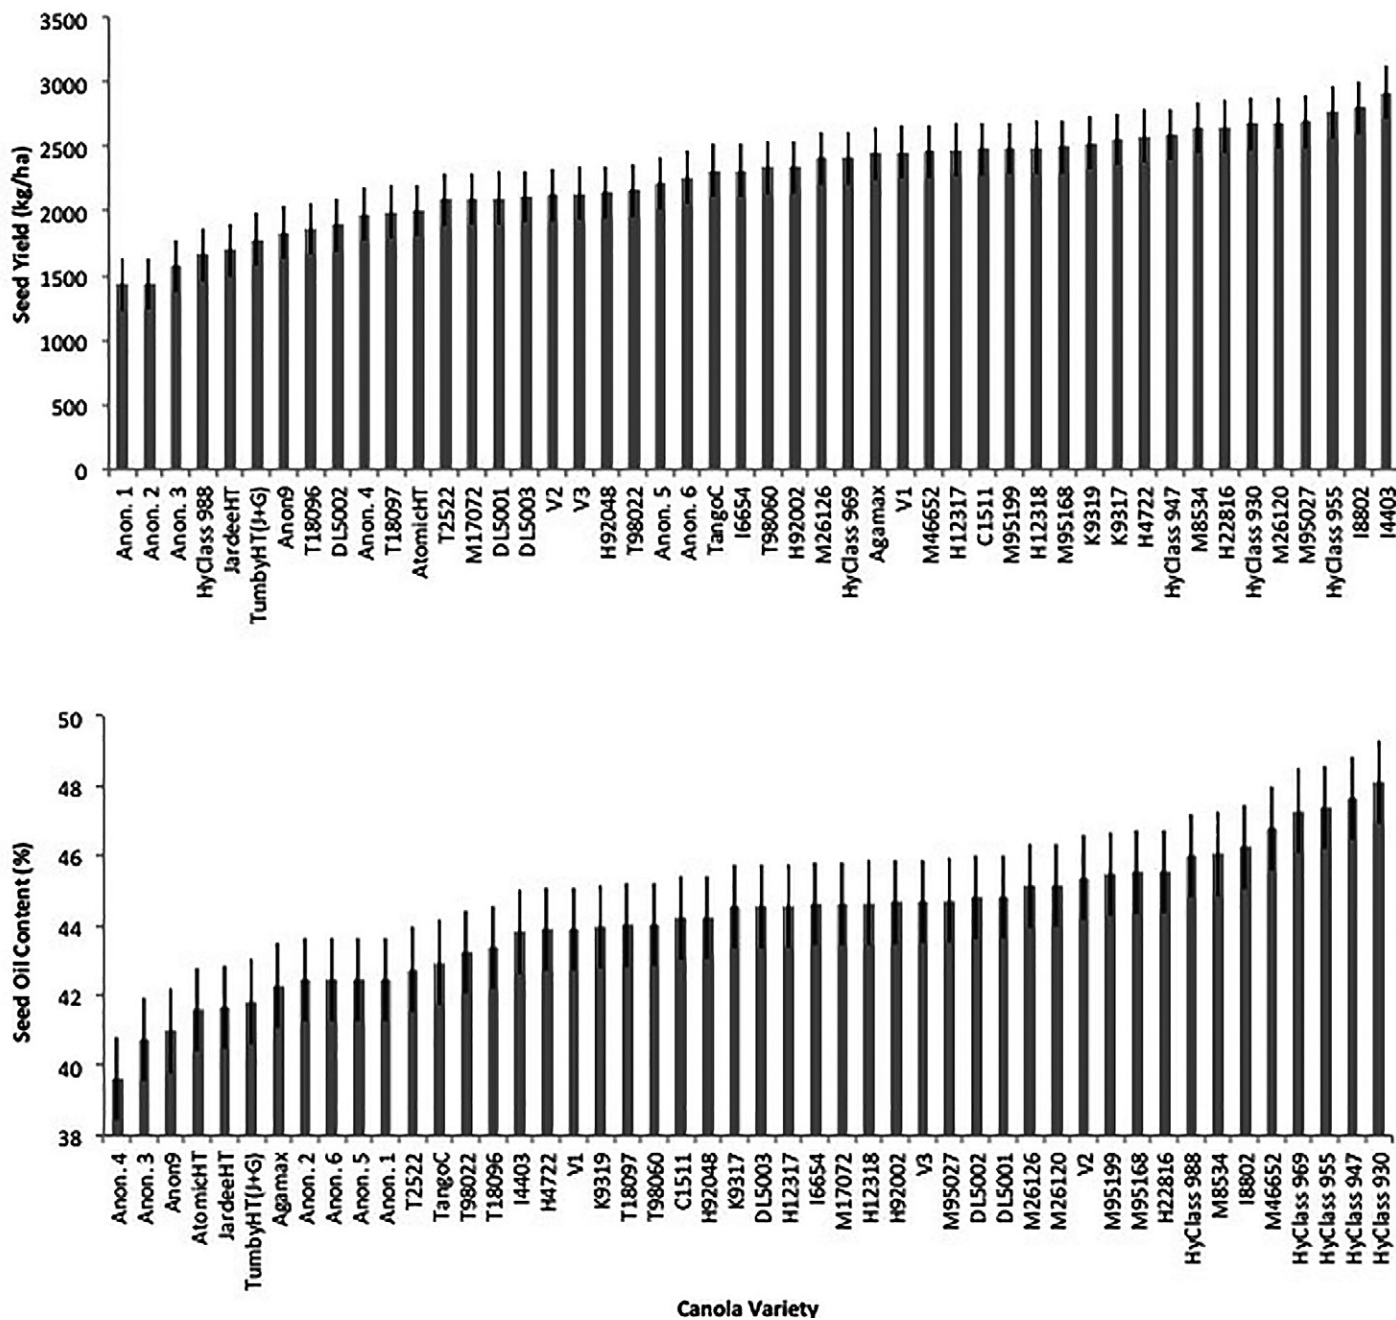 3500
3000
2500
2000
1500
1000
500
0
Seed Yield (kg/ha)
Anon. 1
Anon. 2
Anon. 3
HyClass 988
JardeeHT
TumbyHT(J+G)
Anon9
T18096
DL5002
Anon. 4
T18097
AtomicHT
T2522
M17072
DL5001
DL5003
V2
V3
H92048
T98022
Anon. 5
Anon. 6
TangoC
I6654
T98060
H92002
M26126
HyClass 969
Agamax
V1
M46652
H12317
C1511
M95199
H12318
M95168
K9319
K9317
H4722
HyClass 947
M8534
H22816
HyClass 930
M26120
M95027
HyClass 955
I8802
I4403
50
48
46
44
42
40
38
Seed Oil Content (%)
Anon. 4
Anon. 3
Anon9
AtomicHT
JardeeHT
TumbyHT(J+G)
Agamax
Anon. 2
Anon. 6
Anon. 5
Anon. 1
T2522
TangoC
T98022
T18096
I4403
H4722
V1
K9319
T18097
T98060
C1511
H92048
K9317
DL5003
H12317
I6654
M17072
H12318
H92002
V3
M95027
DL5002
DL5001
M26126
M26120
V2
M95199
M95168
H22816
HyClass 988
M8534
I8802
M46652
HyClass 969
HyClass 955
HyClass 947
HyClass 930
Canola Variety